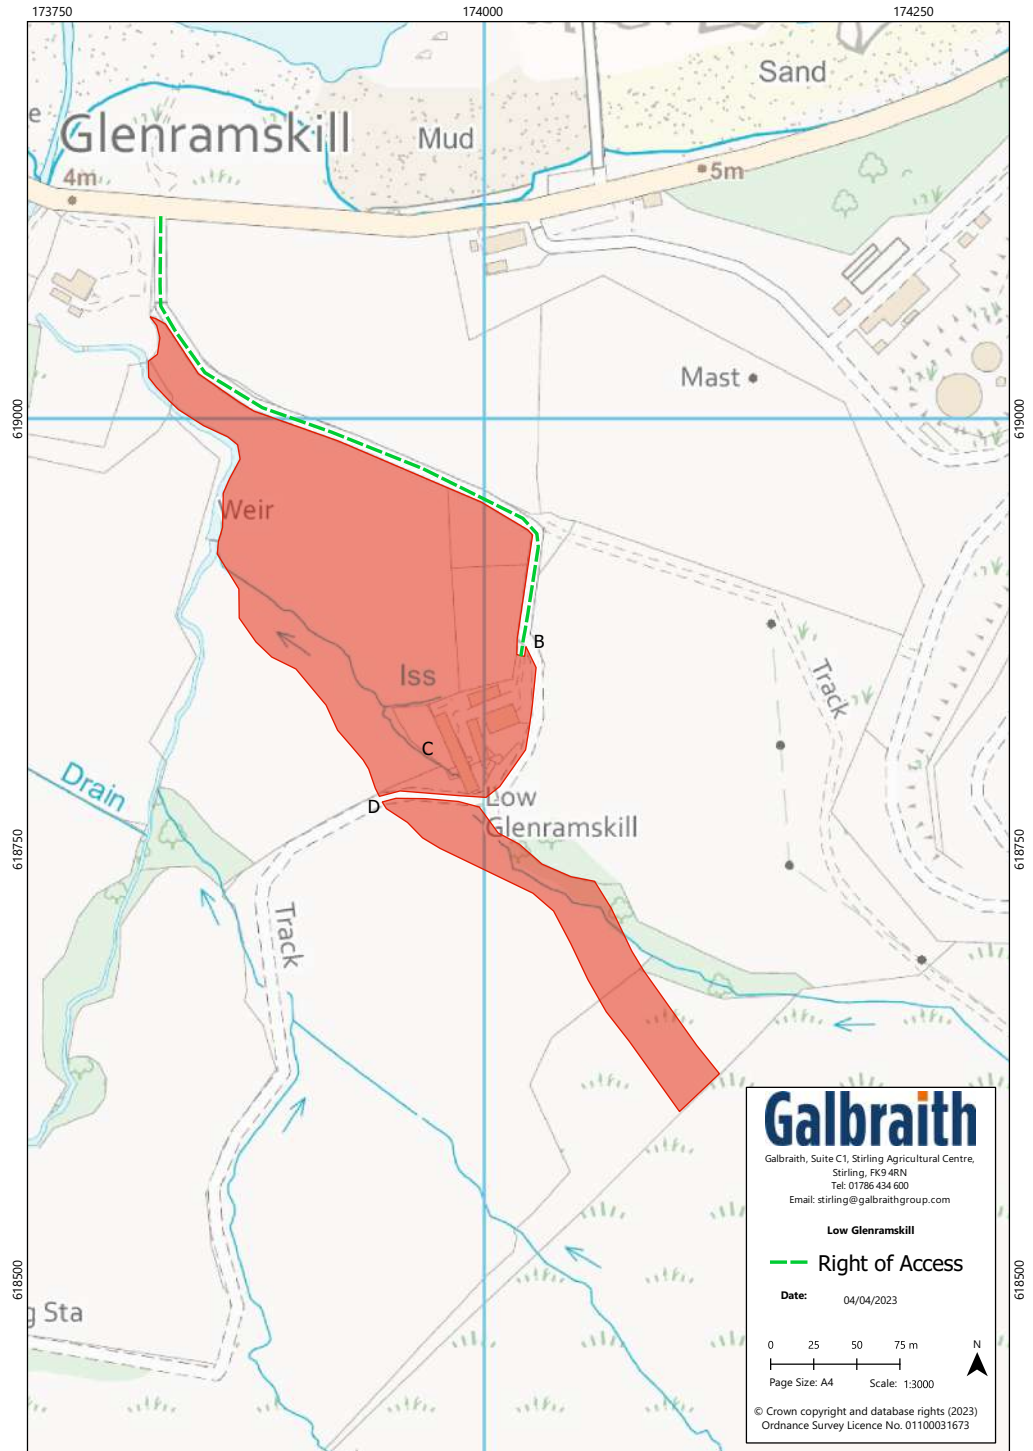 173750
174000
174250
Sand
e
Glenramskill
Mud
4m
5m
Mast
619000
619000
Weir
B
Iss
Track
C
Drain
D
Low
Glenramskill
618750
618750
Track
Galbraith
Galbraith, Suite C1, Stirling Agricultural Centre,
Stirling, FK9 4RN
Tel: 01786 434 600
Email: stirling@galbraithgroup.com
Low Glenramskill
Right of Access
Date: 04/04/2023
618500
618500
g Sta
0 25 50 75 m
N
Page Size: A4 Scale: 1:3000
© Crown copyright and database rights (2023)
Ordnance Survey Licence No. 01100031673